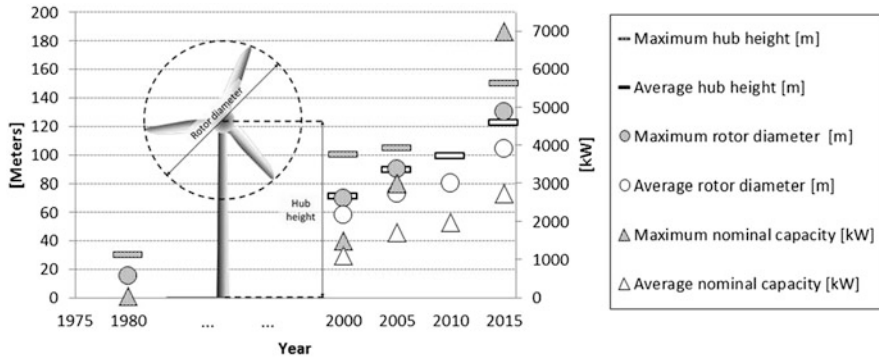 200
180
160
140
120
100
80
60
40
20
0
[Meters]
1975 1980 ... ... 2000 2005 2010 2015
Year
Rotor diameter
Hub
height
7000
6000
5000
4000
3000
2000
1000
0
[kW]
Maximum hub height [m]
Average hub height [m]
Maximum rotor diameter [m]
Average rotor diameter [m]
Maximum nominal capacity [kW]
Average nominal capacity [kW]